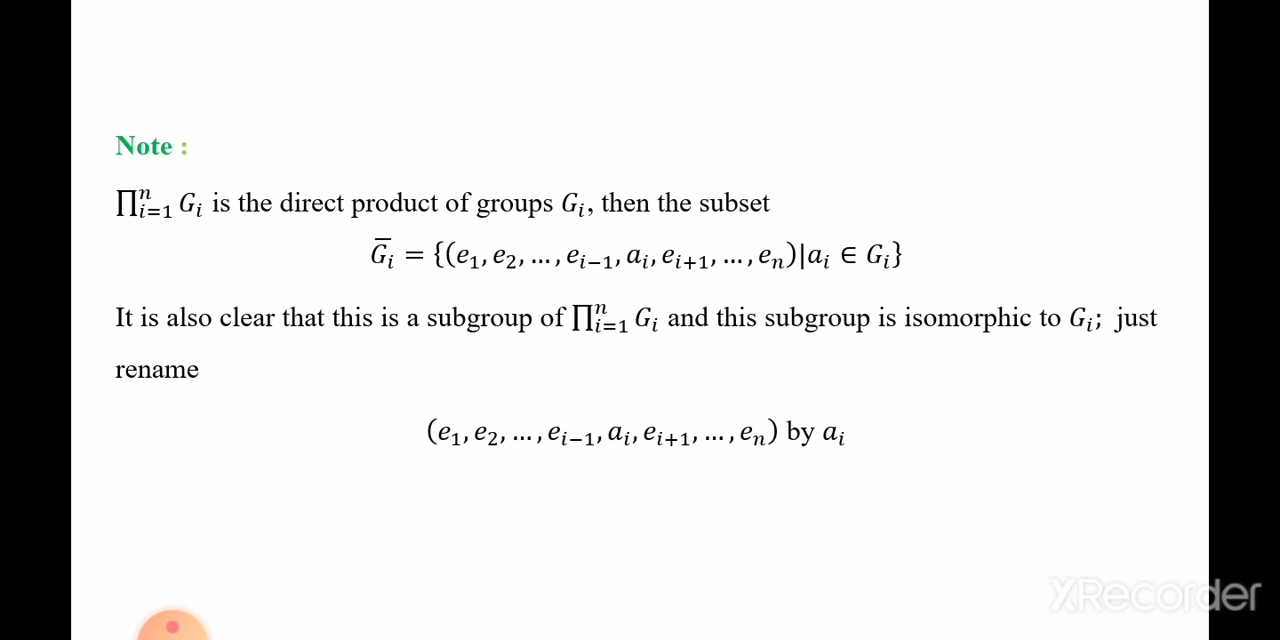 Note :
∏ⁿᵢ₌₁ Gᵢ is the direct product of groups Gᵢ, then the subset
G̅ᵢ = {(e₁, e₂, …, eᵢ₋₁, aᵢ, eᵢ₊₁, …, eₙ)|aᵢ ∈ Gᵢ}
It is also clear that this is a subgroup of ∏ⁿᵢ₌₁ Gᵢ and this subgroup is isomorphic to Gᵢ; just
rename
(e₁, e₂, …, eᵢ₋₁, aᵢ, eᵢ₊₁, …, eₙ) by aᵢ
XRecorder